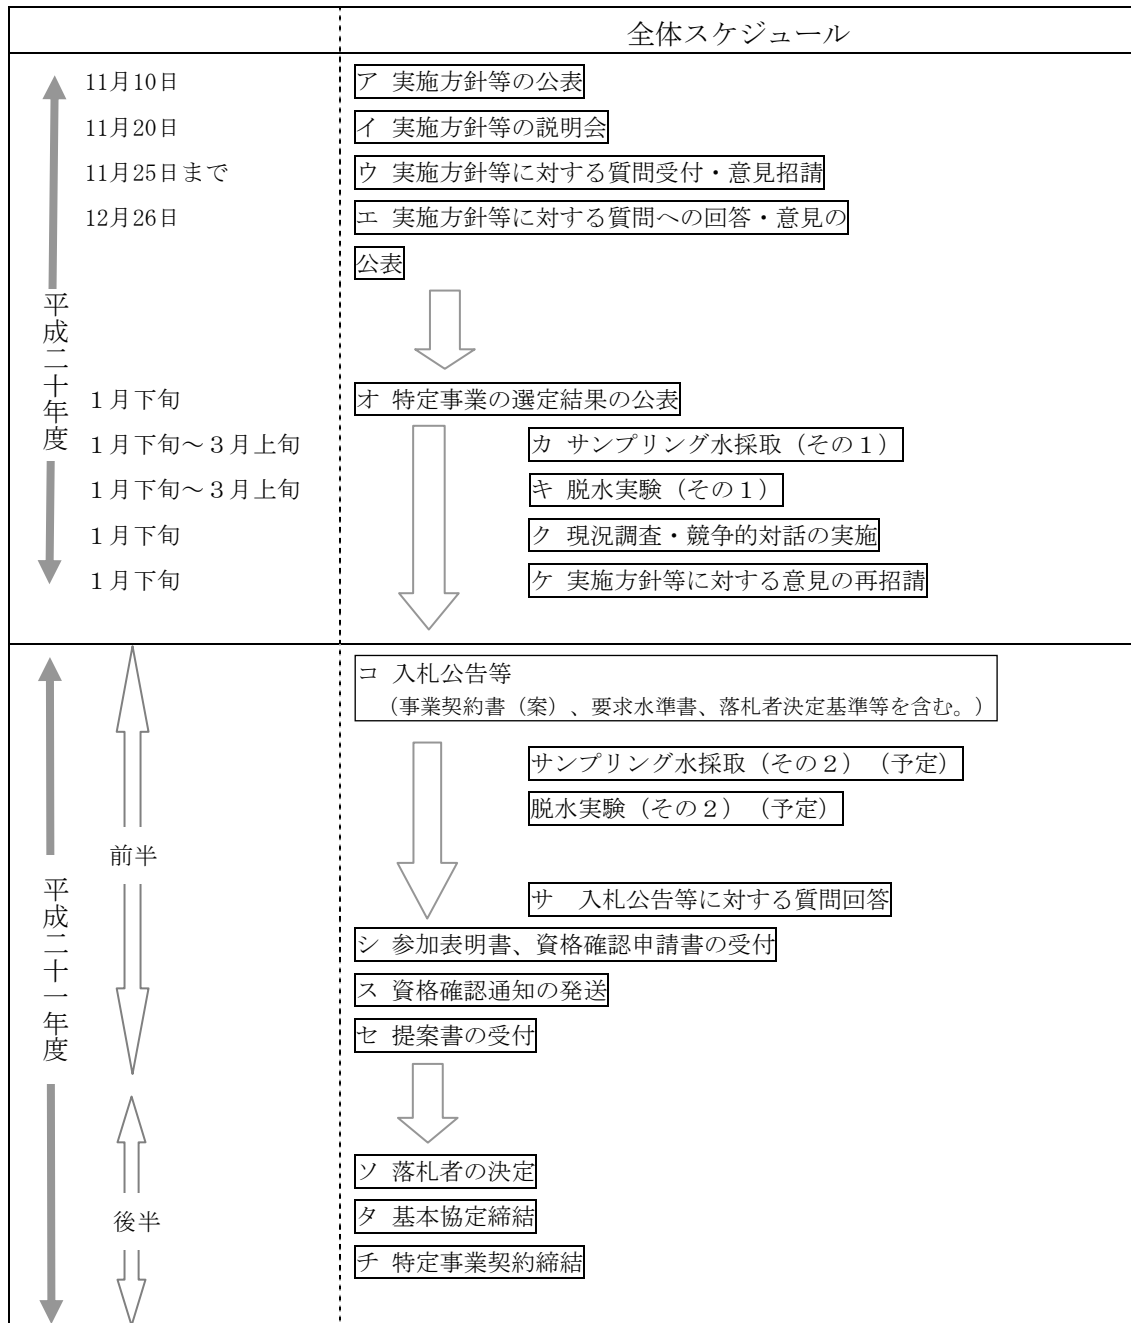 全体スケジュール
11月10日 ア 実施方針等の公表
11月20日 イ 実施方針等の説明会
11月25日まで ウ 実施方針等に対する質問受付・意見招請
12月26日 エ 実施方針等に対する質問への回答・意見の
公表
平成二十年度
1月下旬 オ 特定事業の選定結果の公表
1月下旬～3月上旬 カ サンプリング水採取（その1）
1月下旬～3月上旬 キ 脱水実験（その1）
1月下旬 ク 現況調査・競争的対話の実施
1月下旬 ケ 実施方針等に対する意見の再招請
コ 入札公告等
（事業契約書（案）、要求水準書、落札者決定基準等を含む。）
サンプリング水採取（その2）（予定）
脱水実験（その2）（予定）
前半
平成二十一年度
サ 入札公告等に対する質問回答
シ 参加表明書、資格確認申請書の受付
ス 資格確認通知の発送
セ 提案書の受付
ソ 落札者の決定
後半
タ 基本協定締結
チ 特定事業契約締結